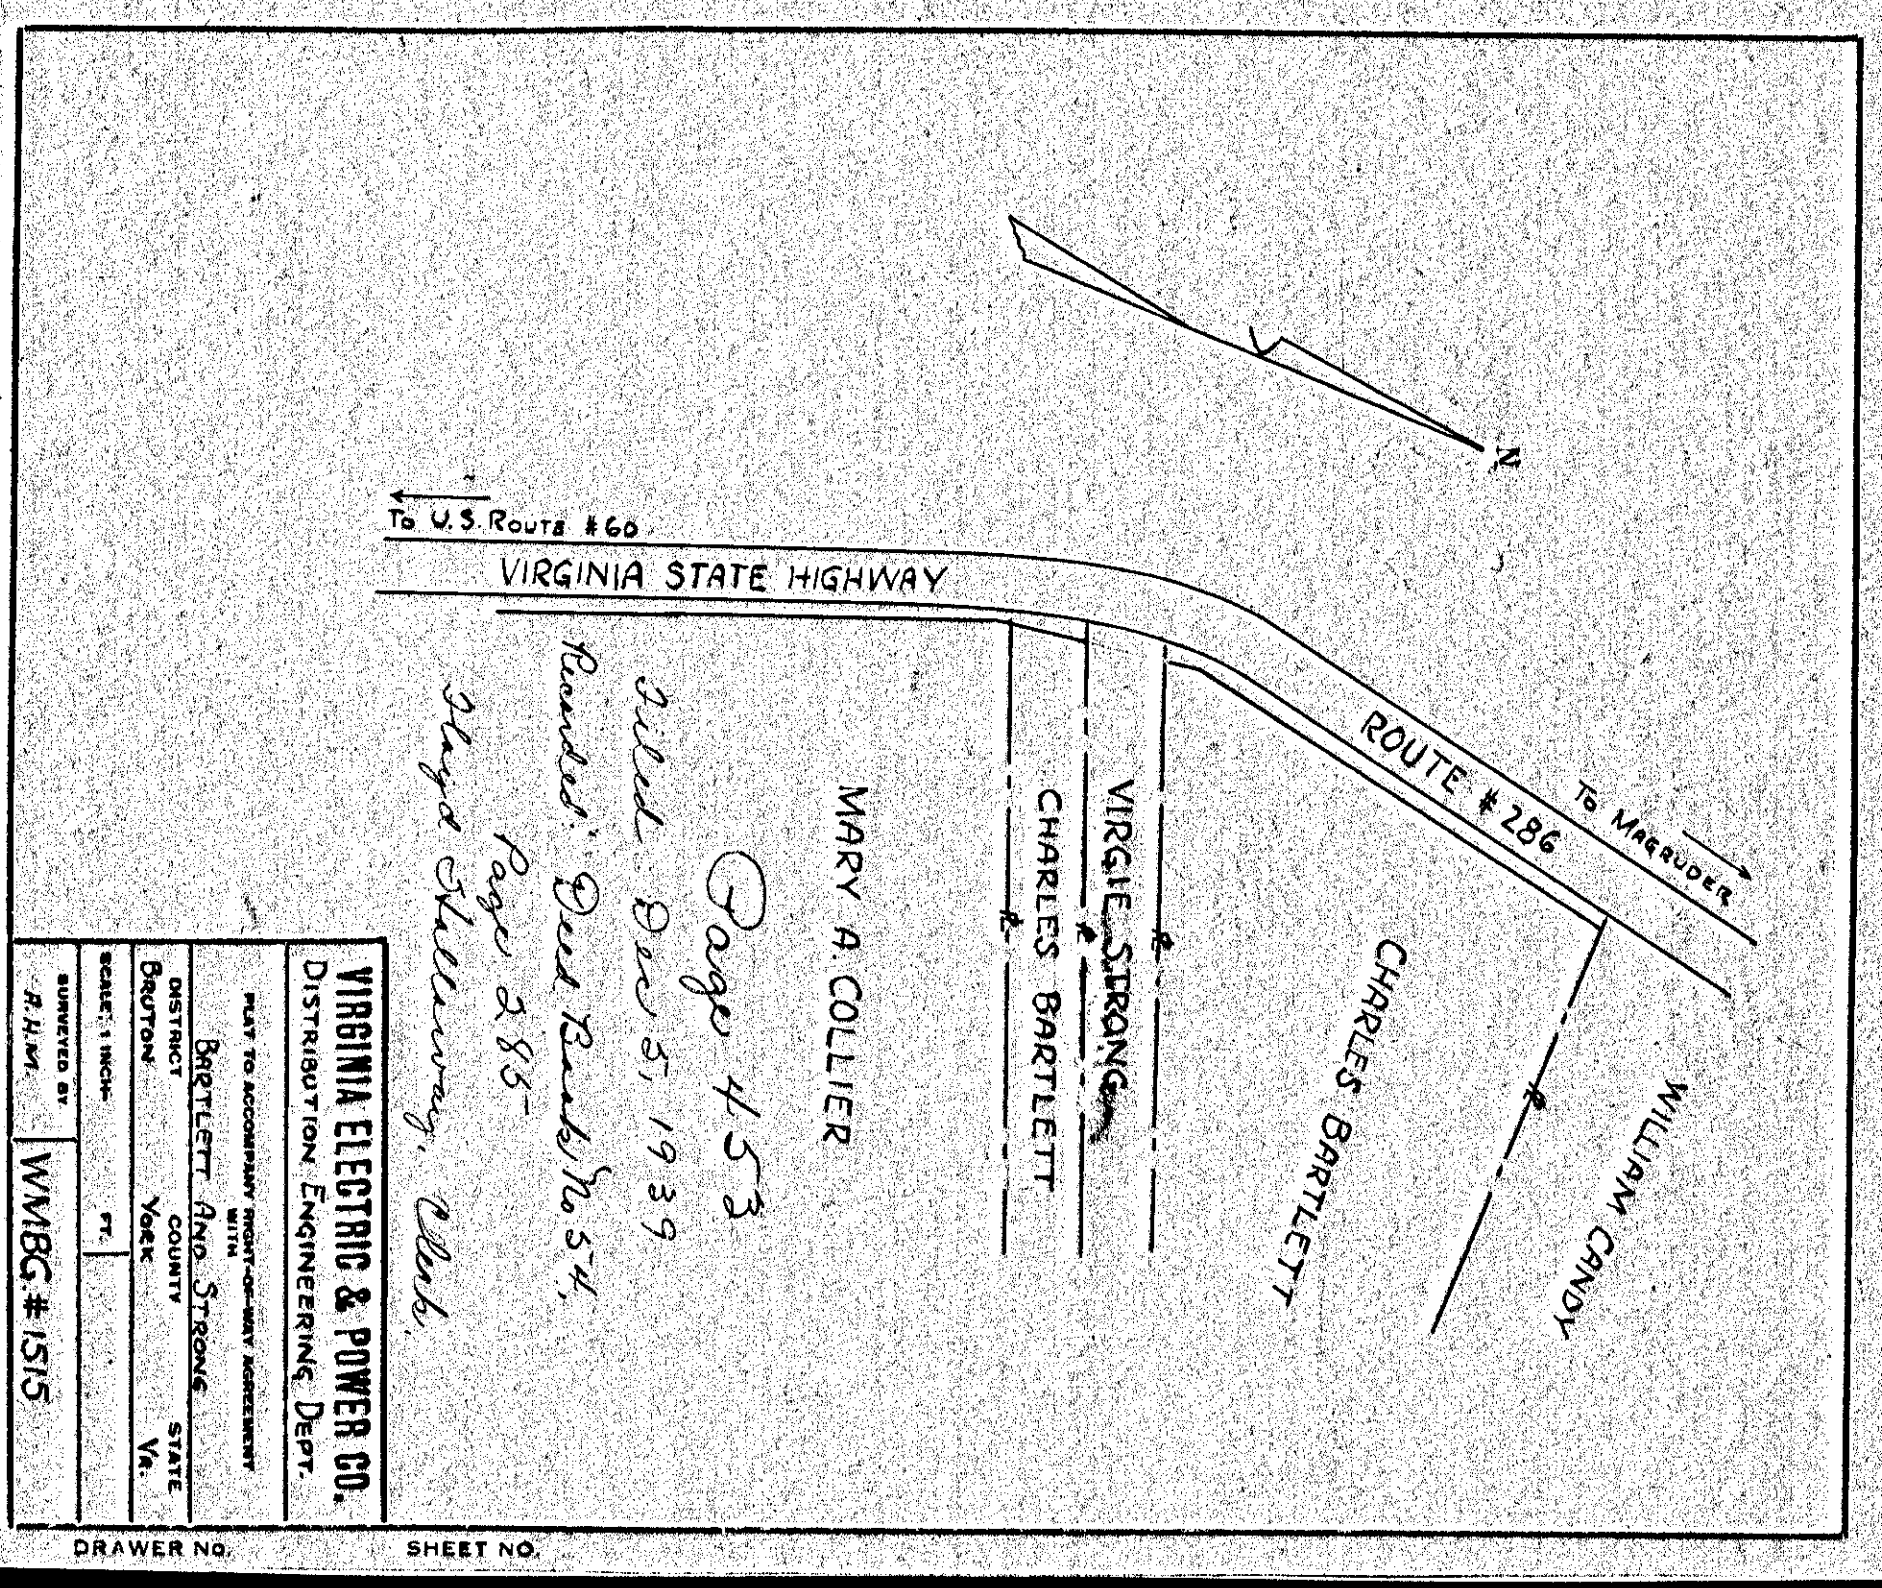 N
To U.S. ROUTE #60
VIRGINIA STATE HIGHWAY
ROUTE #286
To MAGRUDER
WILLIAM CANDY
CHARLES BARTLETT
VIRGIE STRONG
CHARLES BARTLETT
MARY A. COLLIER
Page 453
Filed Dec 5, 1939
Recorded: Deed Book No 54,
Page 285
Floyd Hallaway, Clerk.
VIRGINIA ELECTRIC & POWER CO.
DISTRIBUTION ENGINEERING DEPT.
PLAT TO ACCOMPANY RIGHT-OF-WAY AGREEMENT
WITH
BARTLETT AND STRONG
DISTRICT COUNTY STATE
BRUTON YORK VA.
SCALE, 1 INCH- FT.
SURVEYED BY
A.H.M.
WMBG.#1515
DRAWER NO. SHEET NO.